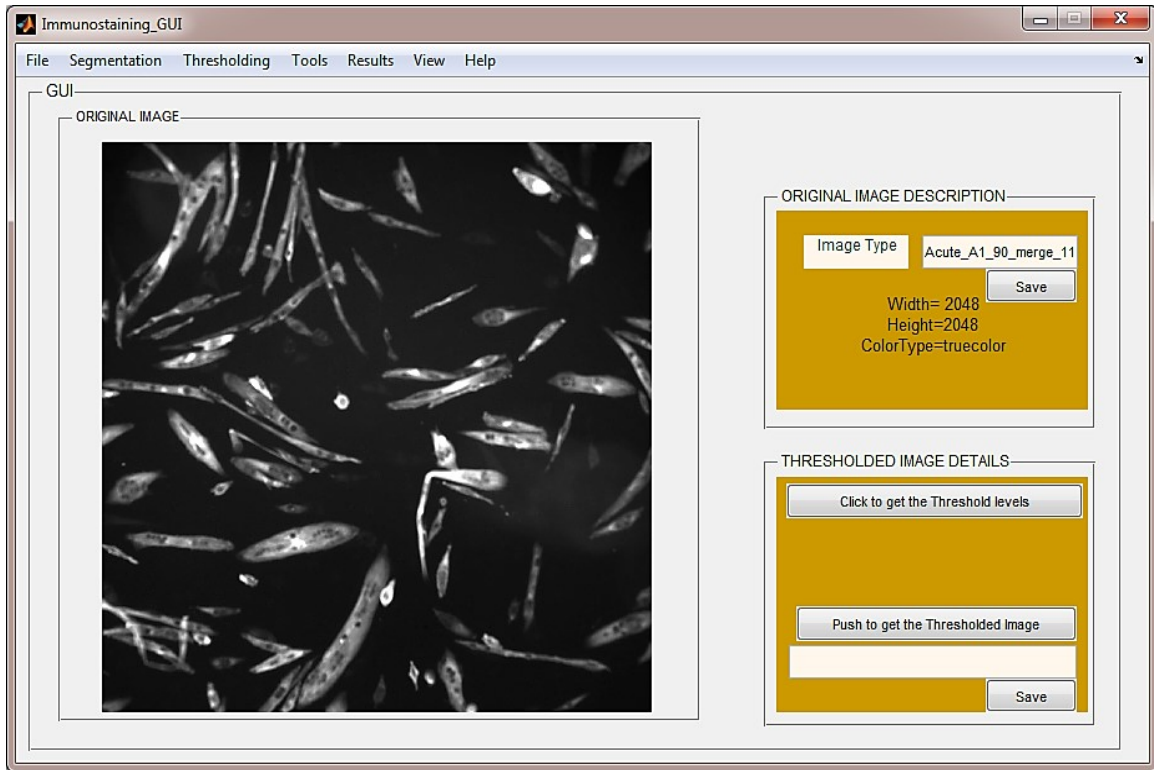 Immunostaining_GUI
File Segmentation Thresholding Tools Results View Help
GUI
ORIGINAL IMAGE
ORIGINAL IMAGE DESCRIPTION
Image Type
Acute_A1_90_merge_11
Save
Width= 2048
Height=2048
ColorType=truecolor
THRESHOLDED IMAGE DETAILS
Click to get the Threshold levels
Push to get the Thresholded Image
Save